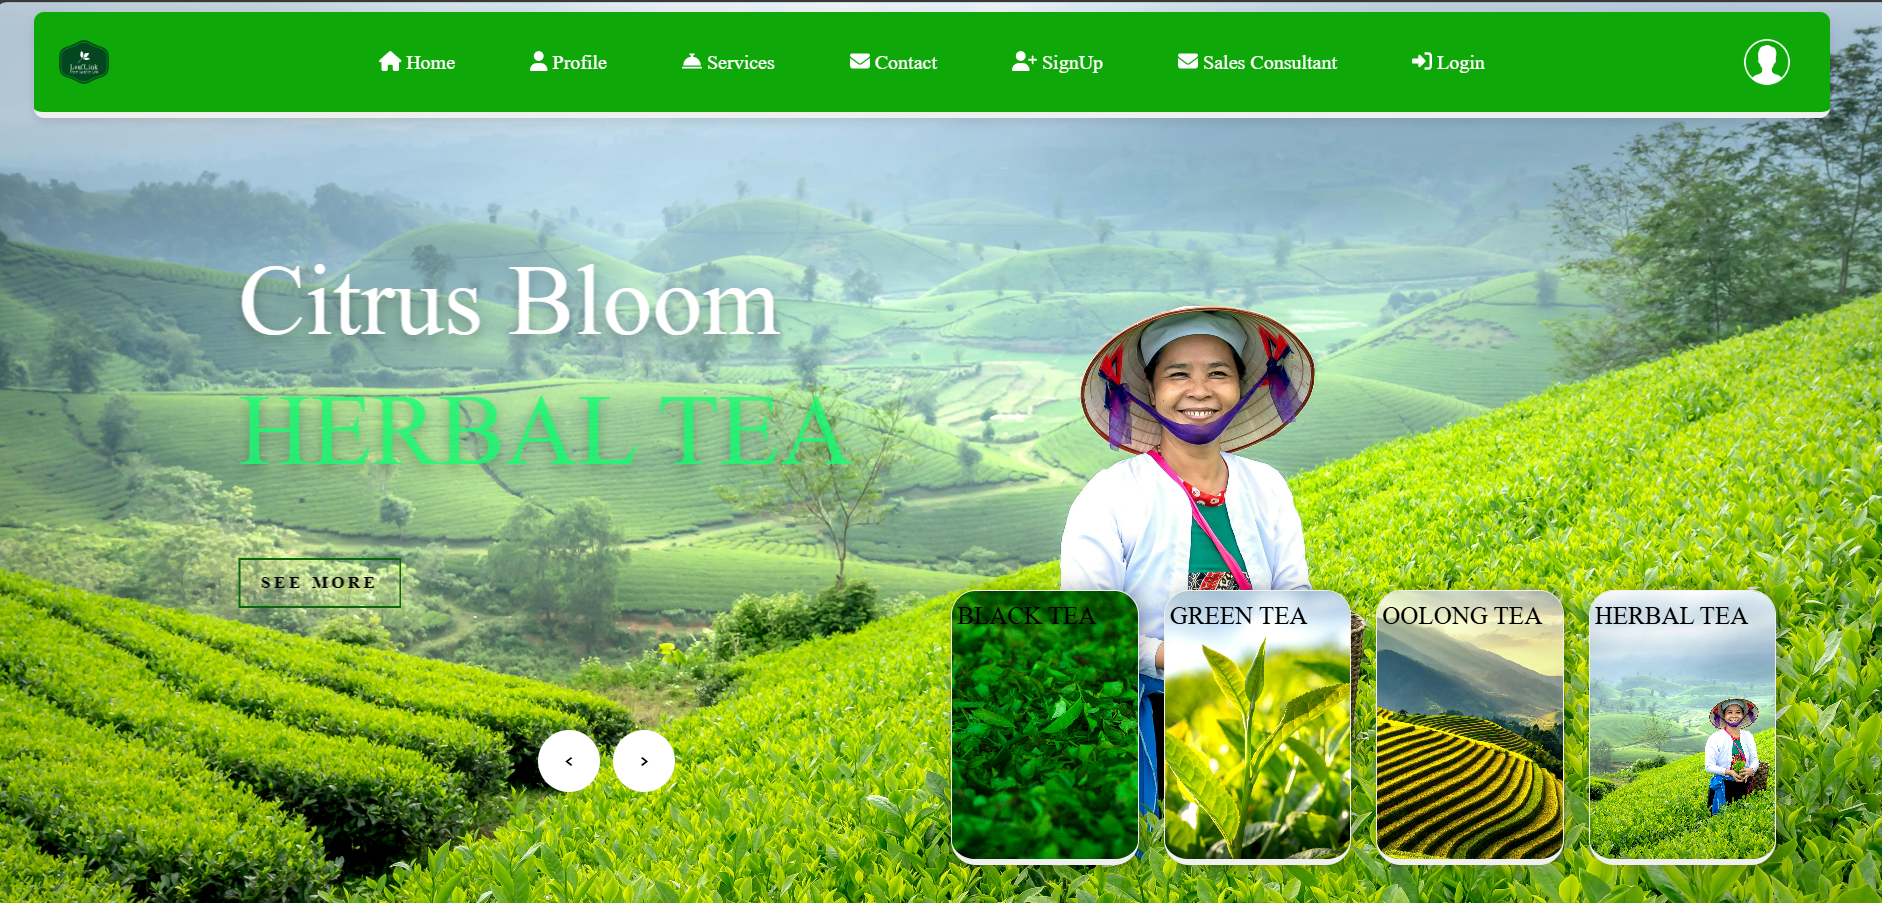 LeafLink
Home
Profile
Services
Contact
SignUp
Sales Consultant
Login
Citrus Bloom
HERBAL TEA
SEE MORE
<
>
BLACK TEA
GREEN TEA
OOLONG TEA
HERBAL TEA